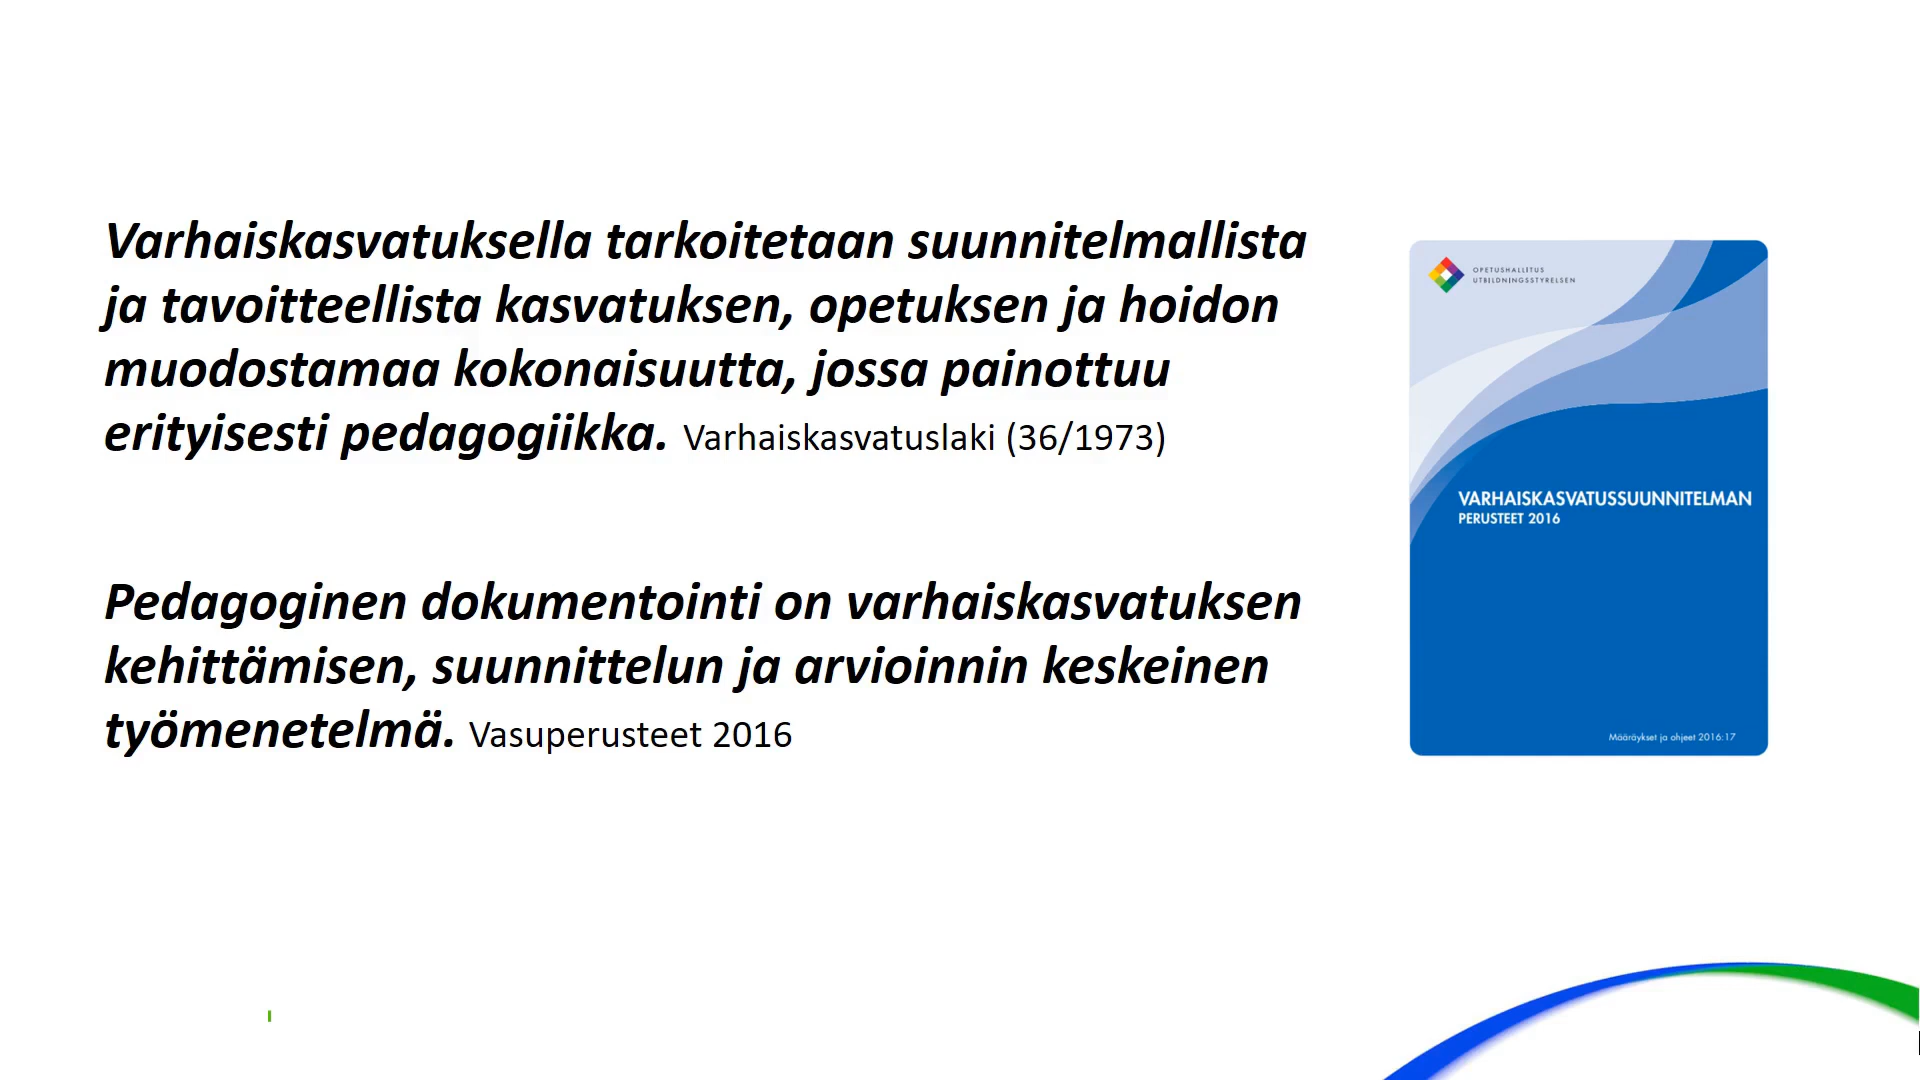 Varhaiskasvatuksella tarkoitetaan suunnitelmallista
ja tavoitteellista kasvatuksen, opetuksen ja hoidon
muodostamaa kokonaisuutta, jossa painottuu
erityisesti pedagogiikka. Varhaiskasvatuslaki (36/1973)
Pedagoginen dokumentointi on varhaiskasvatuksen
kehittämisen, suunnittelun ja arvioinnin keskeinen
työmenetelmä. Vasuperusteet 2016
OPETUSHALLITUS
UTBILDNINGSSTYRELSEN
VARHAISKASVATUSSUUNNITELMAN
PERUSTEET 2016
Määräykset ja ohjeet 2016:17